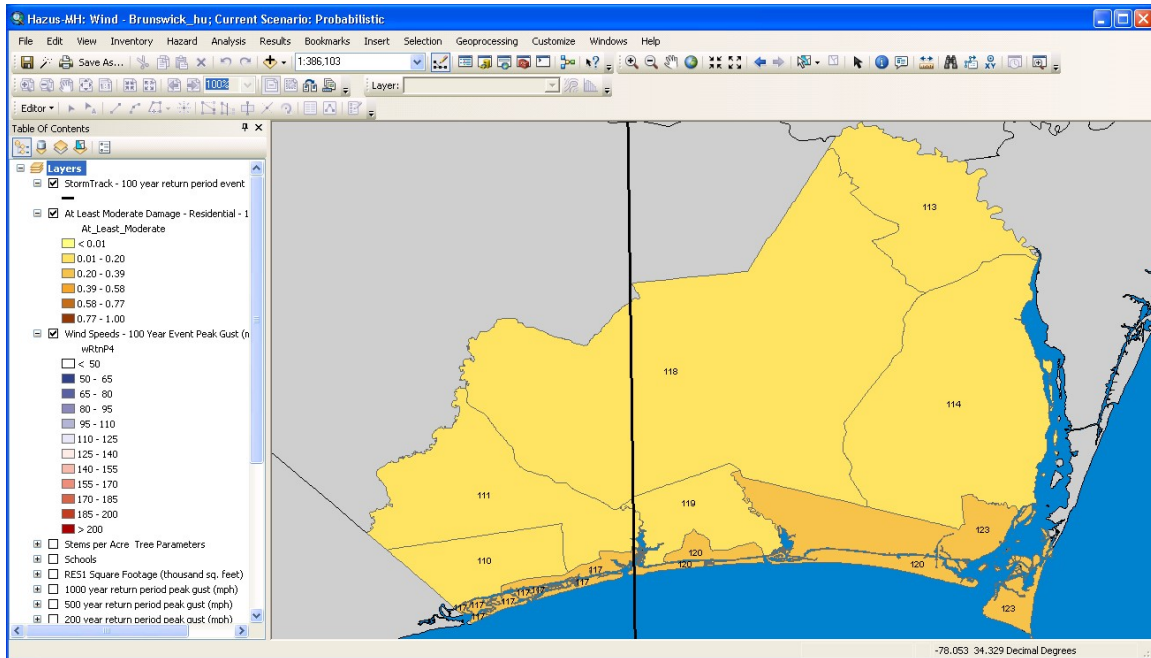 Hazus-MH: Wind - Brunswick_hu; Current Scenario: Probabilistic
File Edit View Inventory Hazard Analysis Results Bookmarks Insert Selection Geoprocessing Customize Windows Help
Save As... 1:386,103
100% Layer:
Editor
Table Of Contents
Layers
StormTrack - 100 year return period event
At Least Moderate Damage - Residential - 1
At_Least_Moderate
< 0.01
0.01 - 0.20
0.20 - 0.39
0.39 - 0.58
0.58 - 0.77
0.77 - 1.00
Wind Speeds - 100 Year Event Peak Gust (n
wRtnP4
< 50
50 - 65
65 - 80
80 - 95
95 - 110
110 - 125
125 - 140
140 - 155
155 - 170
170 - 185
185 - 200
> 200
Stems per Acre Tree Parameters
Schools
RES1 Square Footage (thousand sq. feet)
1000 year return period peak gust (mph)
500 year return period peak gust (mph)
200 year return period peak gust (mph)
113
118
114
111
119
123
110
120
117
120
120
117 117
117
117 117
117
123
-78.053 34.329 Decimal Degrees